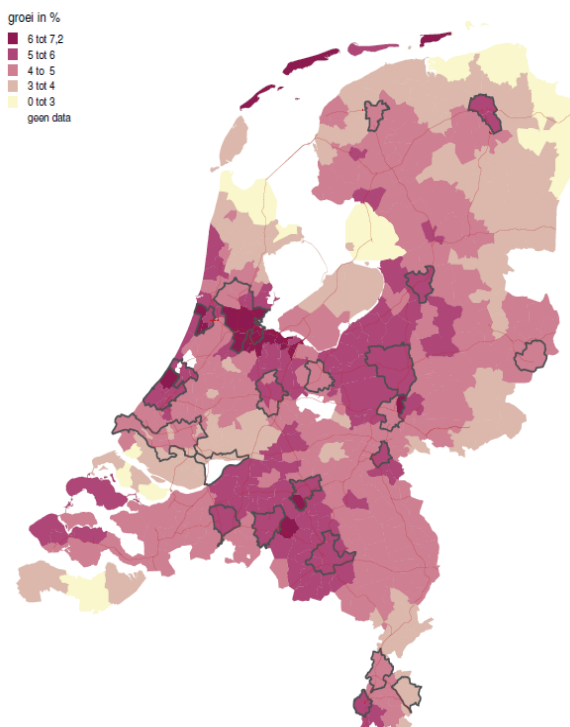 groei in %
6 tot 7,2
5 tot 6
4 to 5
3 tot 4
0 tot 3
geen data